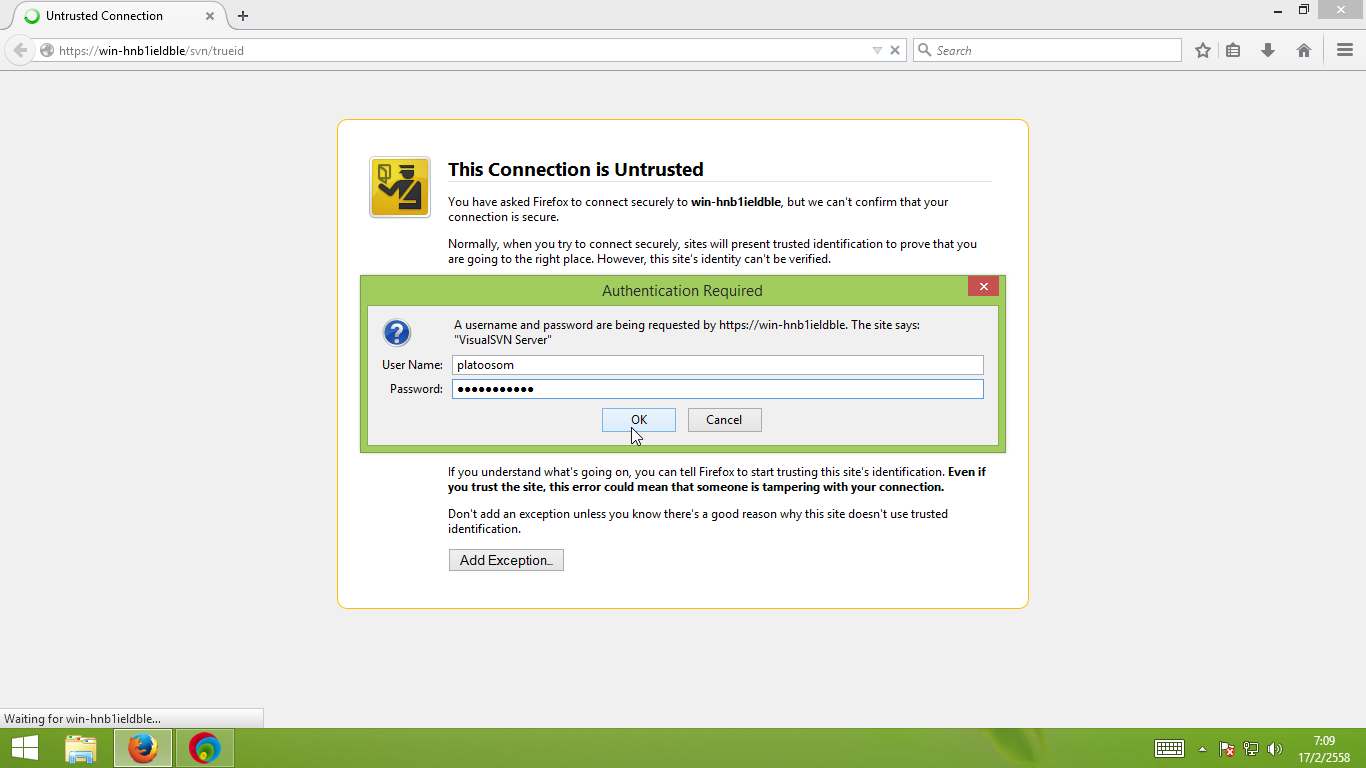 Untrusted Connection
https://win-hnb1ieldble/svn/trueid
Search
This Connection is Untrusted
You have asked Firefox to connect securely to win-hnb1ieldble, but we can't confirm that your
connection is secure.
Normally, when you try to connect securely, sites will present trusted identification to prove that you
are going to the right place. However, this site's identity can't be verified.
Authentication Required
A username and password are being requested by https://win-hnb1ieldble. The site says:
"VisualSVN Server"
User Name: platoosom
Password: ●●●●●●●●●●●
OK Cancel
If you understand what's going on, you can tell Firefox to start trusting this site's identification. Even if
you trust the site, this error could mean that someone is tampering with your connection.
Don't add an exception unless you know there's a good reason why this site doesn't use trusted
identification.
Add Exception...
Waiting for win-hnb1ieldble...
7:09
17/2/2558